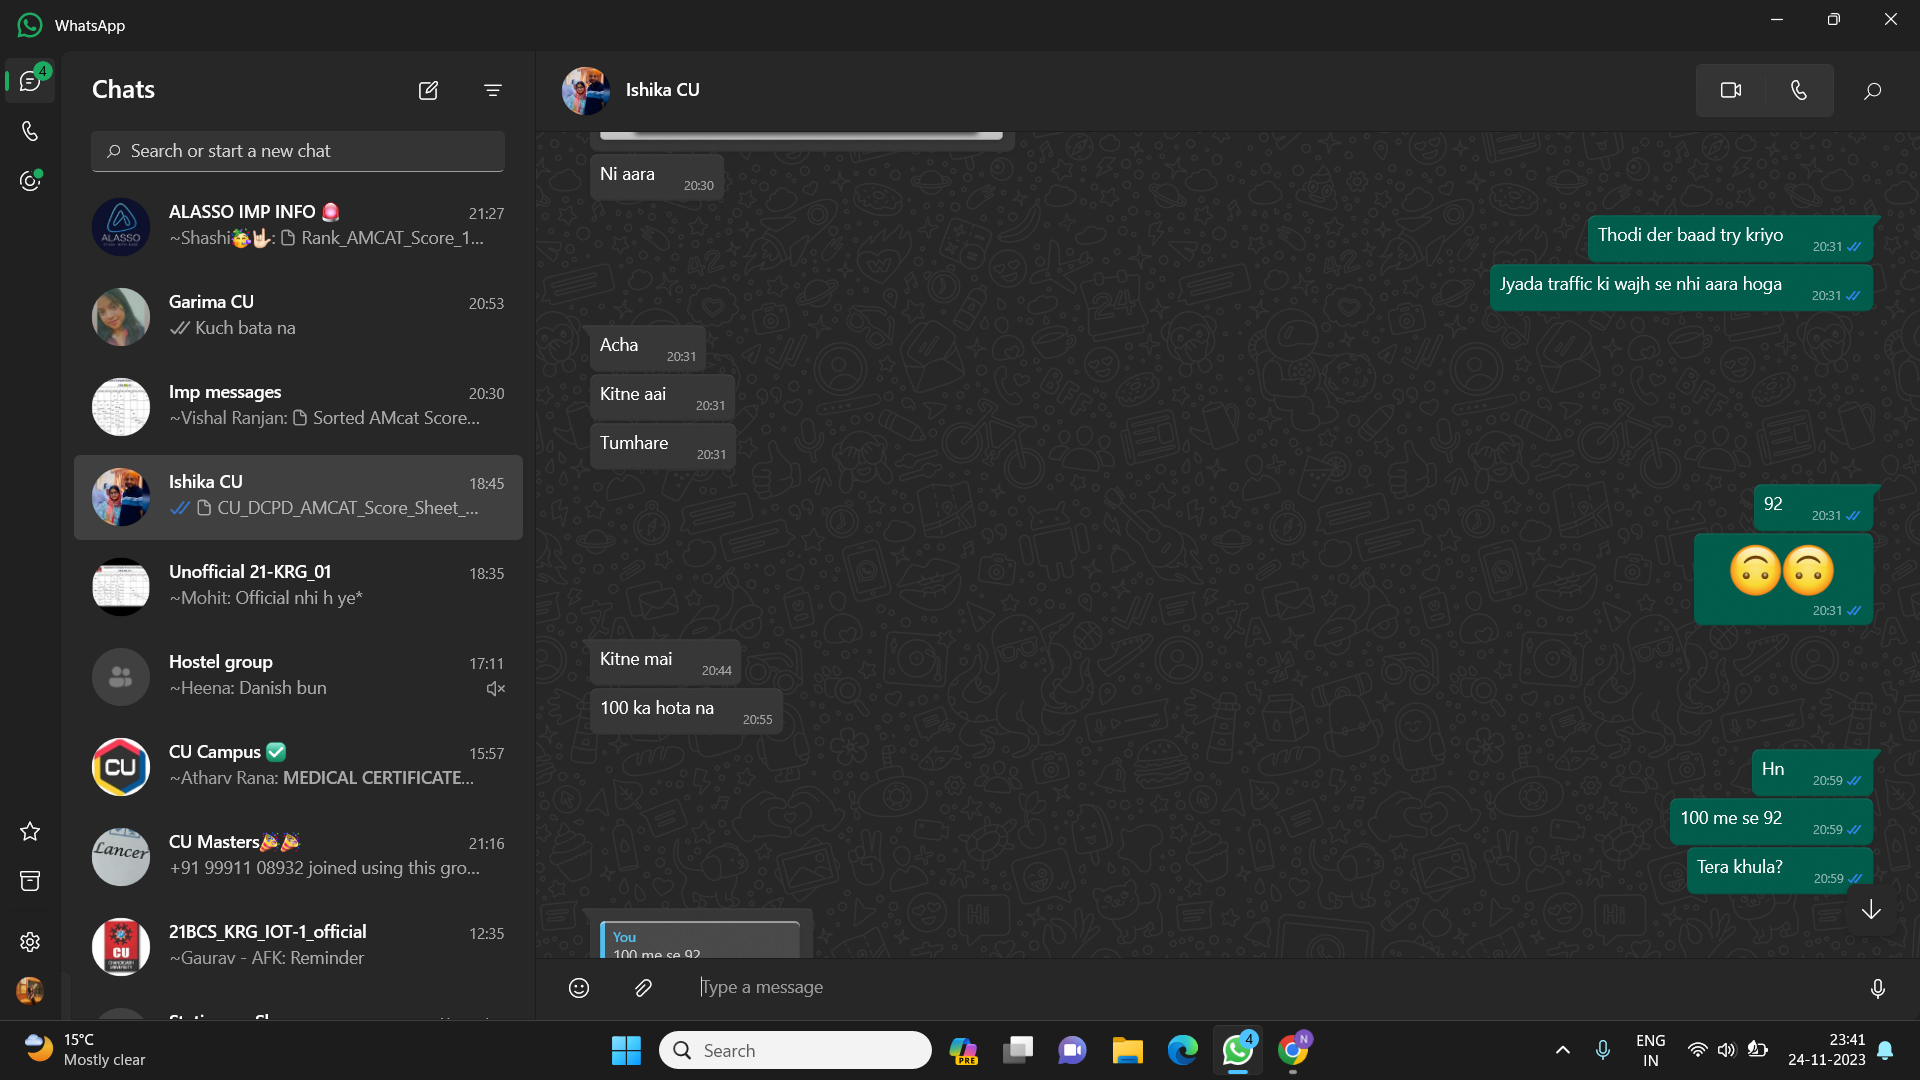 WhatsApp
4
Chats
Search or start a new chat
ALASSO IMP INFO 🚨 21:27
~Shashi🥳🤟🏻: Rank_AMCAT_Score_1...
ALASSO
Garima CU 20:53
Kuch bata na
Imp messages 20:30
~Vishal Ranjan: Sorted AMcat Score...
Ishika CU 18:45
CU_DCPD_AMCAT_Score_Sheet_...
Unofficial 21-KRG_01 18:35
~Mohit: Official nhi h ye*
Hostel group 17:11
~Heena: Danish bun
CU Campus ✅ 15:57
~Atharv Rana: MEDICAL CERTIFICATE...
CU
CU Masters🎉🎉 21:16
+91 99911 08932 joined using this gro...
Lancer
21BCS_KRG_IOT-1_official 12:35
~Gaurav - AFK: Reminder
CU
Ishika CU
Ni aara 20:30
Thodi der baad try kriyo 20:31
Jyada traffic ki wajh se nhi aara hoga 20:31
Acha 20:31
Kitne aai 20:31
Tumhare 20:31
92 20:31
🙃🙃 20:31
Kitne mai 20:44
100 ka hota na 20:55
Hn 20:59
100 me se 92 20:59
Tera khula? 20:59
You
100 me se 92
Type a message
15°C
Mostly clear
Search
PRE
4
N
ENG
IN
23:41
24-11-2023